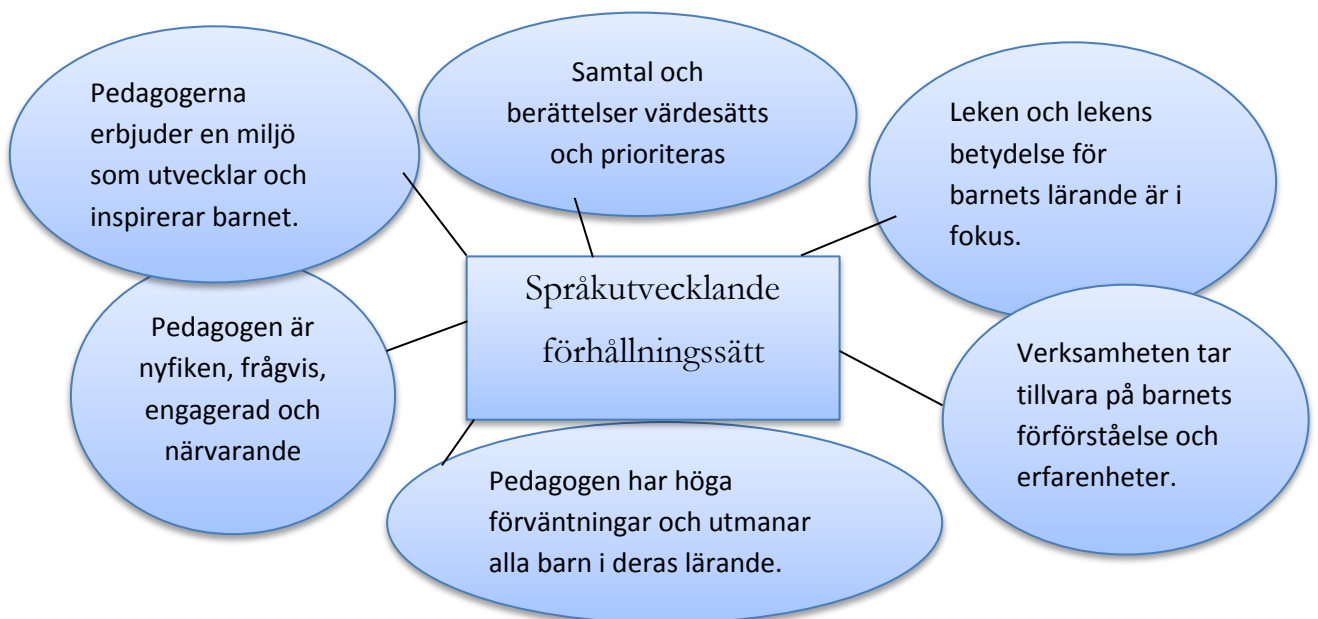 Pedagogerna
erbjuder en miljö
som utvecklar och
inspirerar barnet.
Samtal och
berättelser värdesätts
och prioriteras
Leken och lekens
betydelse för
barnets lärande är i
fokus.
Språkutvecklande
förhållningssätt
Pedagogen är
nyfiken, frågvis,
engagerad och
närvarande
Verksamheten tar
tillvara på barnets
förförståelse och
erfarenheter.
Pedagogen har höga
förväntningar och utmanar
alla barn i deras lärande.